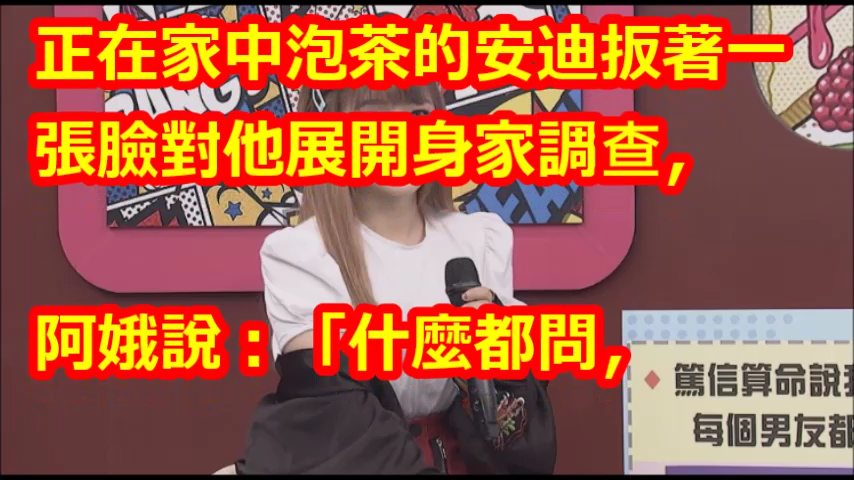 正在家中泡茶的安迪扳著一
張臉對他展開身家調查，
阿娥說：「什麼都問，
篤信算命說我
每個男友都